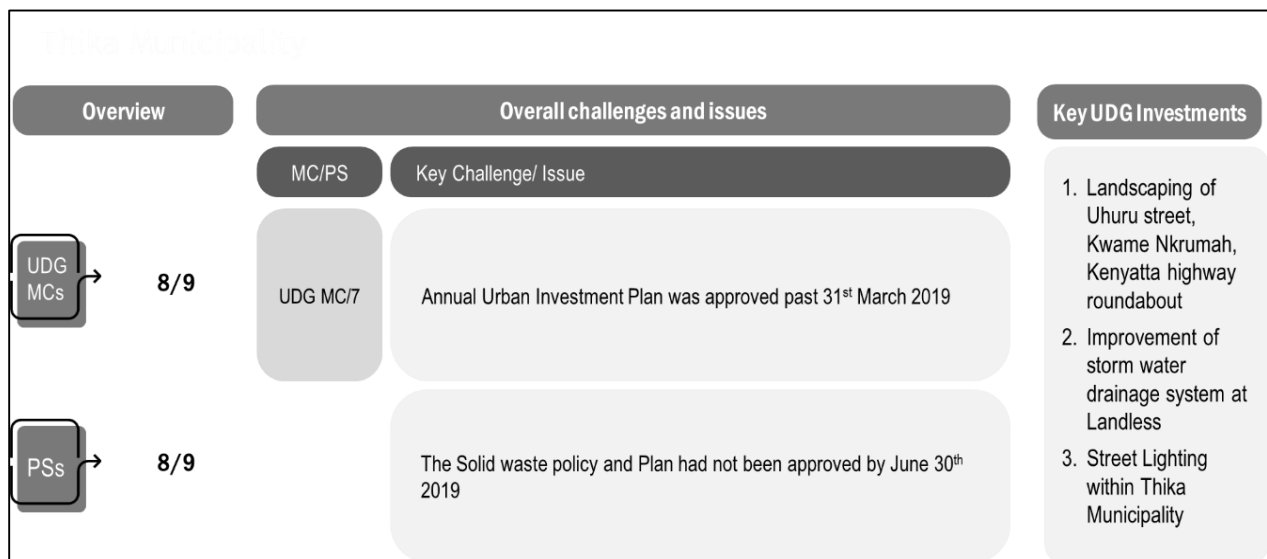 Thika Municipality
Overview
Overall challenges and issues
Key UDG Investments
MC/PS
Key Challenge/ Issue
UDG
MCs
8/9
UDG MC/7
Annual Urban Investment Plan was approved past 31st March 2019
PSs
8/9
The Solid waste policy and Plan had not been approved by June 30th
2019
1. Landscaping of
Uhuru street,
Kwame Nkrumah,
Kenyatta highway
roundabout
2. Improvement of
storm water
drainage system at
Landless
3. Street Lighting
within Thika
Municipality